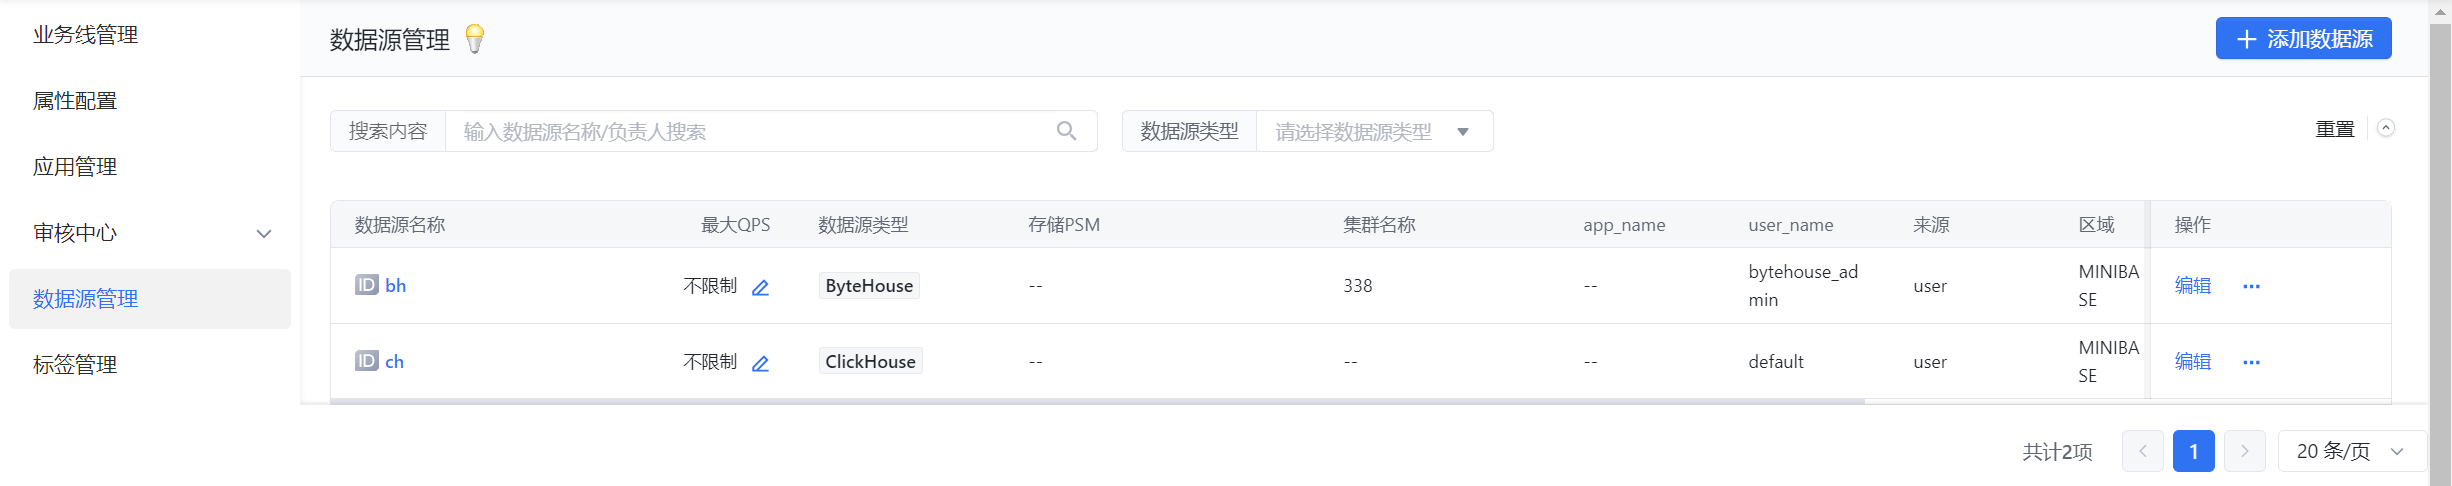 业务线管理
属性配置
应用管理
审核中心
数据源管理
标签管理
数据源管理
添加数据源
搜索内容 输入数据源名称/负责人搜索 数据源类型 请选择数据源类型 重置
数据源名称 最大QPS 数据源类型 存储PSM 集群名称 app_name user_name 来源 区域 操作
ID bh 不限制 ByteHouse -- 338 -- bytehouse_ad user MINIBA 编辑 ···
min SE
ID ch 不限制 ClickHouse -- -- -- default user MINIBA 编辑 ···
SE
共计2项 1 20 条/页